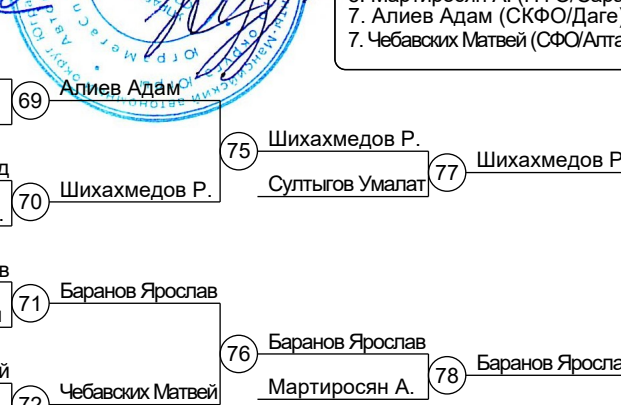 7. Алиев Адам (СКФО/Даге
7. Чебавских Матвей (СФО/Алта
69
Алиев Адам
75
Шихахмедов Р.
77
Шихахмедов Р
Султыгов Умалат
70
Шихахмедов Р.
71
Баранов Ярослав
76
Баранов Ярослав
78
Баранов Яросла
Мартиросян А.
72
Чебавских Матвей